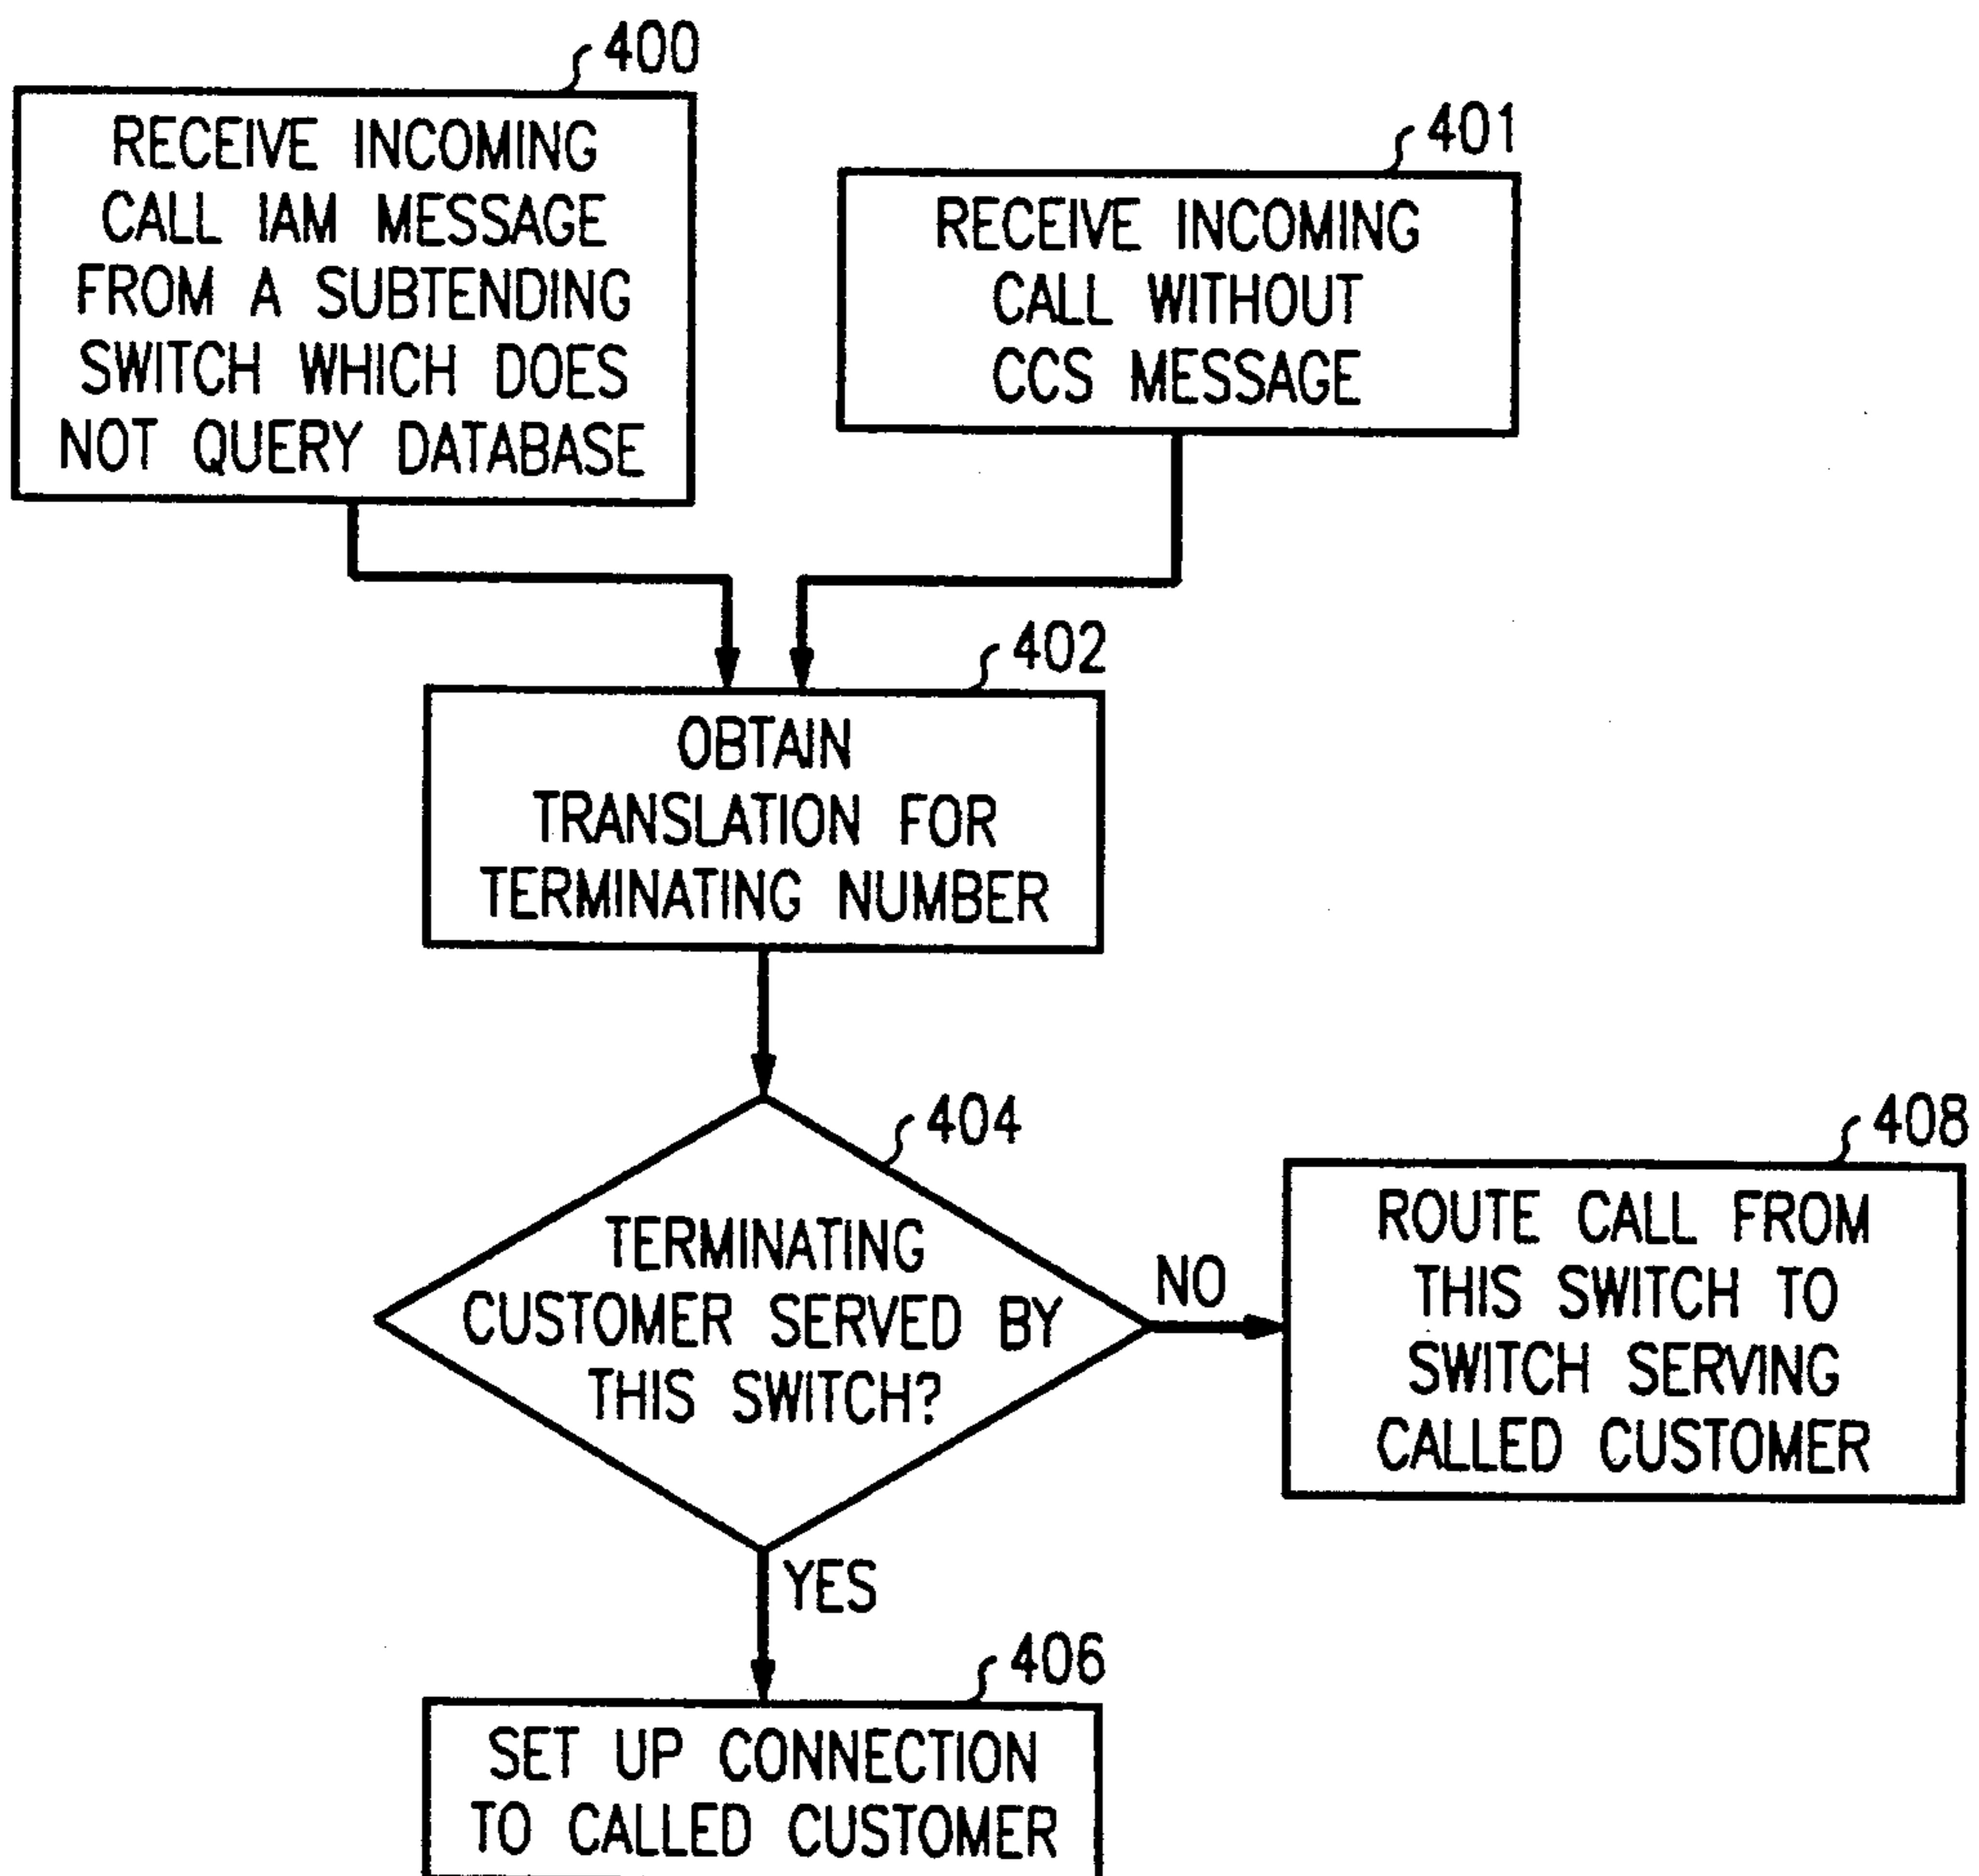 400
RECEIVE INCOMING
CALL IAM MESSAGE
FROM A SUBTENDING
SWITCH WHICH DOES
NOT QUERY DATABASE
401
RECEIVE INCOMING
CALL WITHOUT
CCS MESSAGE
402
OBTAIN
TRANSLATION FOR
TERMINATING NUMBER
404
TERMINATING
CUSTOMER SERVED BY
THIS SWITCH?
NO
408
ROUTE CALL FROM
THIS SWITCH TO
SWITCH SERVING
CALLED CUSTOMER
YES
406
SET UP CONNECTION
TO CALLED CUSTOMER